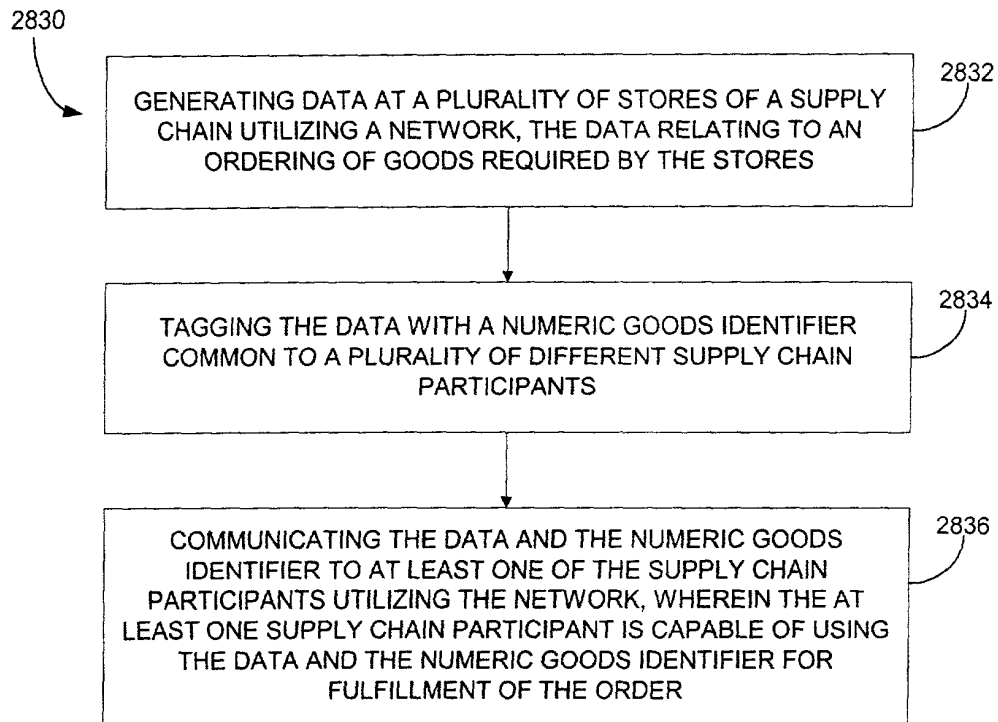 2830
2832
GENERATING DATA AT A PLURALITY OF STORES OF A SUPPLY
CHAIN UTILIZING A NETWORK, THE DATA RELATING TO AN
ORDERING OF GOODS REQUIRED BY THE STORES
2834
TAGGING THE DATA WITH A NUMERIC GOODS IDENTIFIER
COMMON TO A PLURALITY OF DIFFERENT SUPPLY CHAIN
PARTICIPANTS
2836
COMMUNICATING THE DATA AND THE NUMERIC GOODS
IDENTIFIER TO AT LEAST ONE OF THE SUPPLY CHAIN
PARTICIPANTS UTILIZING THE NETWORK, WHEREIN THE AT
LEAST ONE SUPPLY CHAIN PARTICIPANT IS CAPABLE OF USING
THE DATA AND THE NUMERIC GOODS IDENTIFIER FOR
FULFILLMENT OF THE ORDER